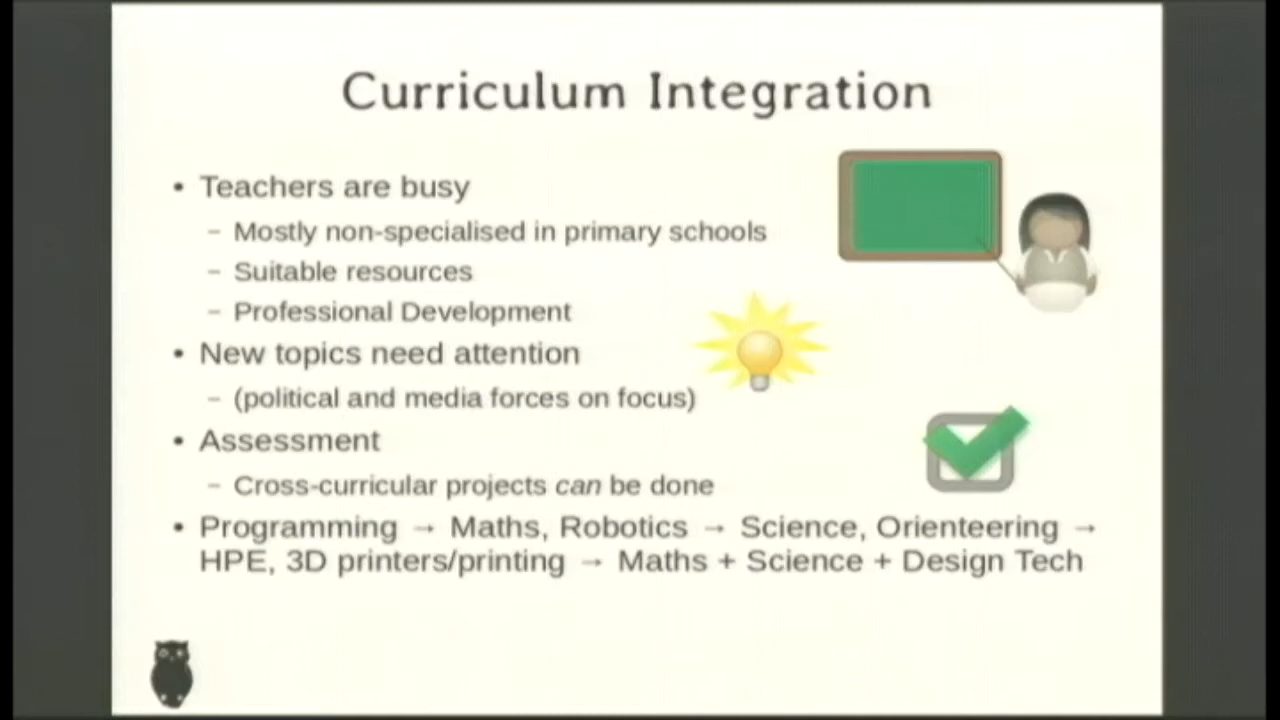 Curriculum Integration
• Teachers are busy
– Mostly non-specialised in primary schools
– Suitable resources
– Professional Development
• New topics need attention
– (political and media forces on focus)
• Assessment
– Cross-curricular projects can be done
• Programming → Maths, Robotics → Science, Orienteering →
HPE, 3D printers/printing → Maths + Science + Design Tech